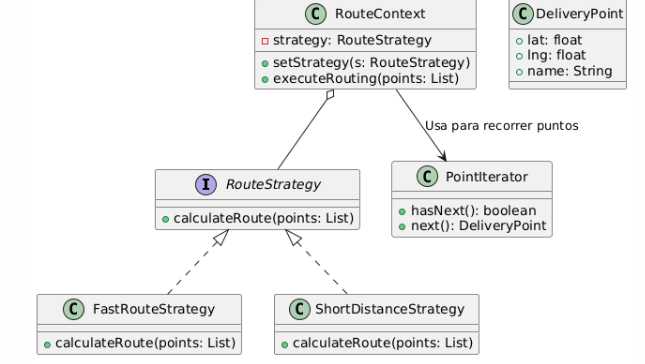 C RouteContext
strategy: RouteStrategy
setStrategy(s: RouteStrategy)
executeRouting(points: List)
C DeliveryPoint
lat: float
lng: float
name: String
Usa para recorrer puntos
I RouteStrategy
calculateRoute(points: List)
C PointIterator
hasNext(): boolean
next(): DeliveryPoint
C FastRouteStrategy
calculateRoute(points: List)
C ShortDistanceStrategy
calculateRoute(points: List)